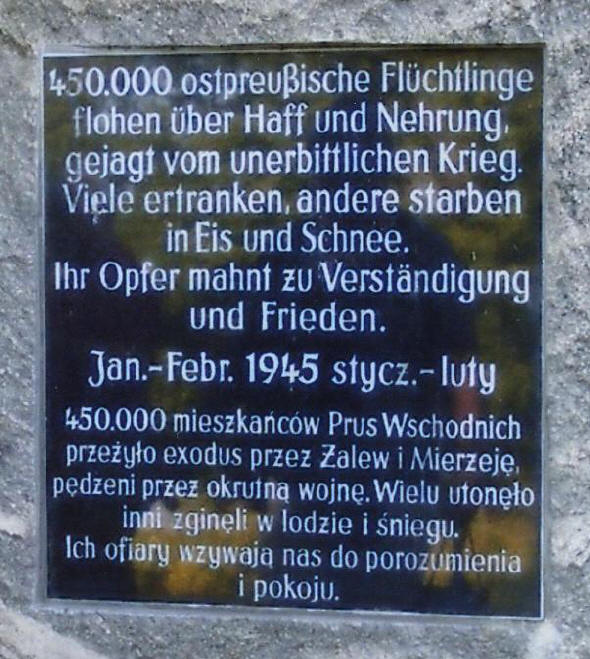 450.000 ostpreußische Flüchtlinge
flohen über Haff und Nehrung,
gejagt vom unerbittlichen Krieg.
Viele ertranken, andere starben
in Eis und Schnee.
Ihr Opfer mahnt zu Verständigung
und Frieden.
Jan.-Febr. 1945 stycz.-luty
450.000 mieszkańców Prus Wschodnich
przeżyło exodus przez Zalew i Mierzeję,
pędzeni przez okrutną wojnę. Wielu utonęło
inni zginęli w lodzie i śniegu.
Ich ofiary wzywają nas do porozumienia
i pokoju.